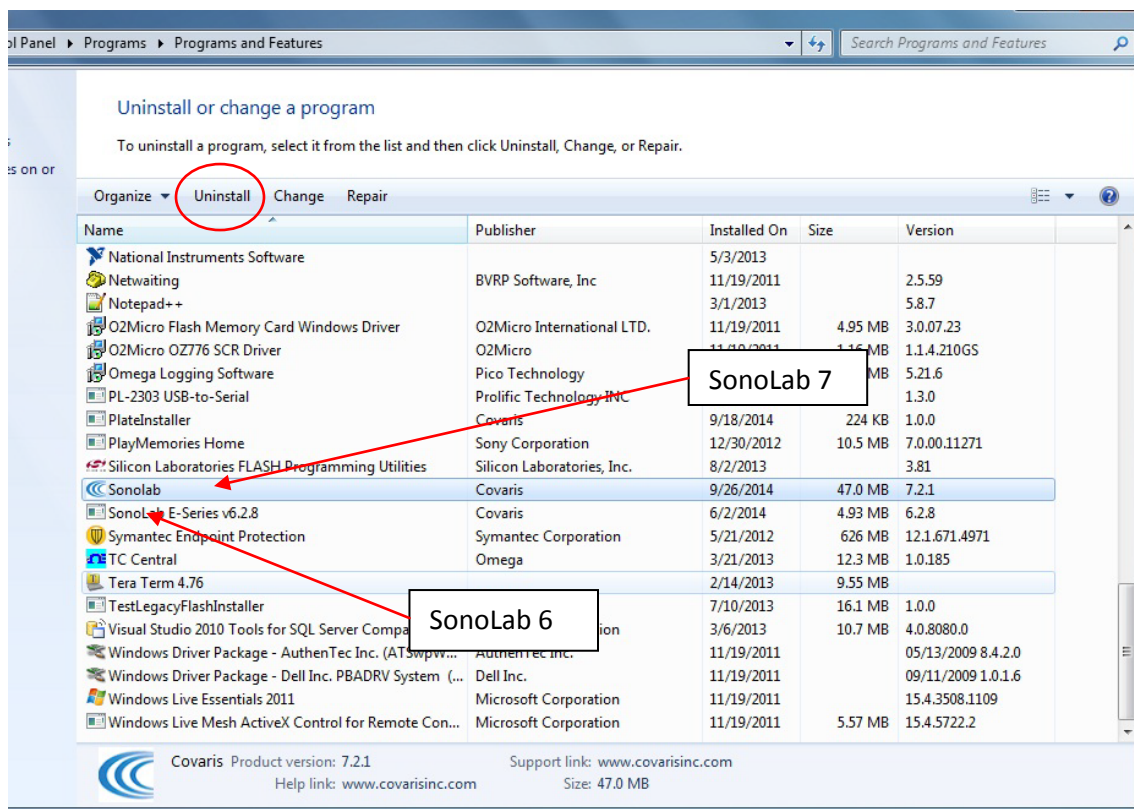 ol Panel ▸ Programs ▸ Programs and Features Search Programs and Features
Uninstall or change a program
To uninstall a program, select it from the list and then click Uninstall, Change, or Repair.
es on or
Organize Uninstall Change Repair
Name Publisher Installed On Size Version
National Instruments Software 5/3/2013
Netwaiting BVRP Software, Inc 11/19/2011 2.5.59
Notepad++ 3/1/2013 5.8.7
O2Micro Flash Memory Card Windows Driver O2Micro International LTD. 11/19/2011 4.95 MB 3.0.07.23
O2Micro OZ776 SCR Driver O2Micro 11/19/2011 1.16 MB 1.1.4.210GS
Omega Logging Software Pico Technology MB 5.21.6
SonoLab 7
PL-2303 USB-to-Serial Prolific Technology INC 1.3.0
PlateInstaller Covaris 9/18/2014 224 KB 1.0.0
PlayMemories Home Sony Corporation 12/30/2012 10.5 MB 7.0.00.11271
Silicon Laboratories FLASH Programming Utilities Silicon Laboratories, Inc. 8/2/2013 3.81
Sonolab Covaris 9/26/2014 47.0 MB 7.2.1
SonoLab E-Series v6.2.8 Covaris 6/2/2014 4.93 MB 6.2.8
Symantec Endpoint Protection Symantec Corporation 5/21/2012 626 MB 12.1.671.4971
TC Central Omega 3/21/2013 12.3 MB 1.0.185
Tera Term 4.76 2/14/2013 9.55 MB
TestLegacyFlashInstaller 7/10/2013 16.1 MB 1.0.0
SonoLab 6
Visual Studio 2010 Tools for SQL Server Compa ion 3/6/2013 10.7 MB 4.0.8080.0
Windows Driver Package - AuthenTec Inc. (ATSwpW... AuthenTec Inc. 11/19/2011 05/13/2009 8.4.2.0
Windows Driver Package - Dell Inc. PBADRV System (... Dell Inc. 11/19/2011 09/11/2009 1.0.1.6
Windows Live Essentials 2011 Microsoft Corporation 11/19/2011 15.4.3508.1109
Windows Live Mesh ActiveX Control for Remote Con... Microsoft Corporation 11/19/2011 5.57 MB 15.4.5722.2
Covaris Product version: 7.2.1 Support link: www.covarisinc.com
Help link: www.covarisinc.com Size: 47.0 MB